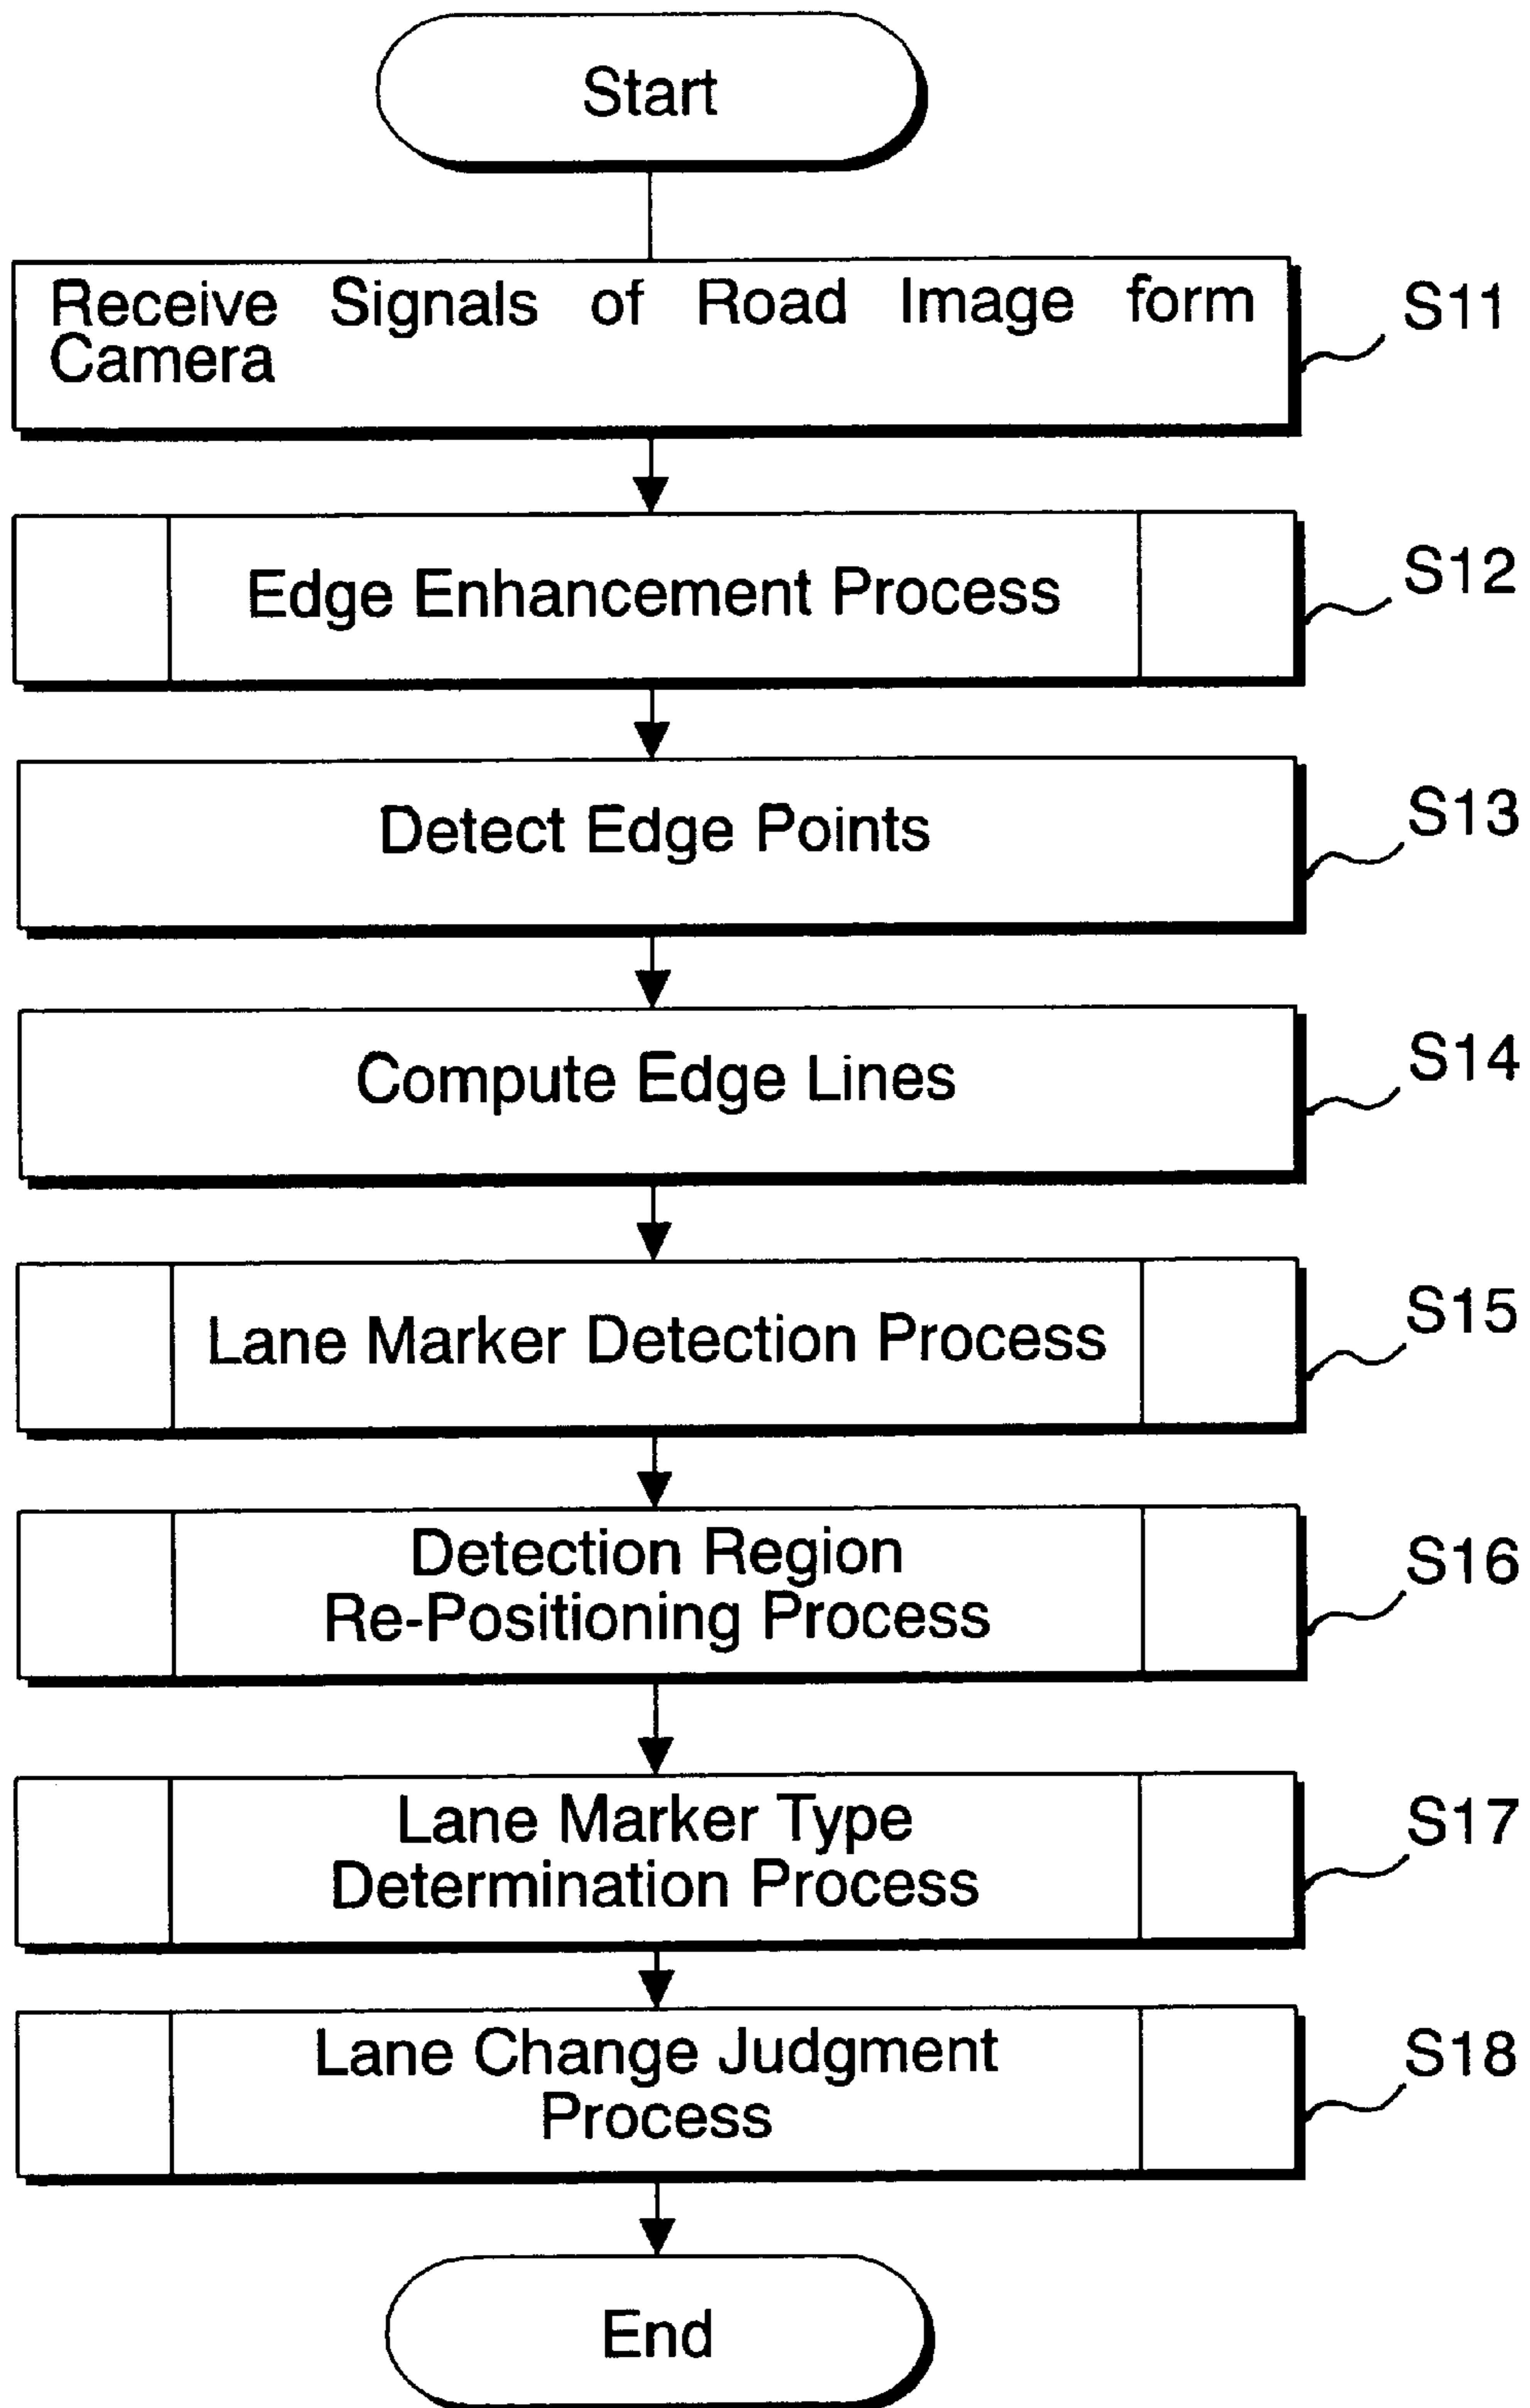 Start
Receive Signals of Road Image form
Camera
S11
Edge Enhancement Process
S12
Detect Edge Points
S13
Compute Edge Lines
S14
Lane Marker Detection Process
S15
Detection Region
Re-Positioning Process
S16
Lane Marker Type
Determination Process
S17
Lane Change Judgment
Process
S18
End